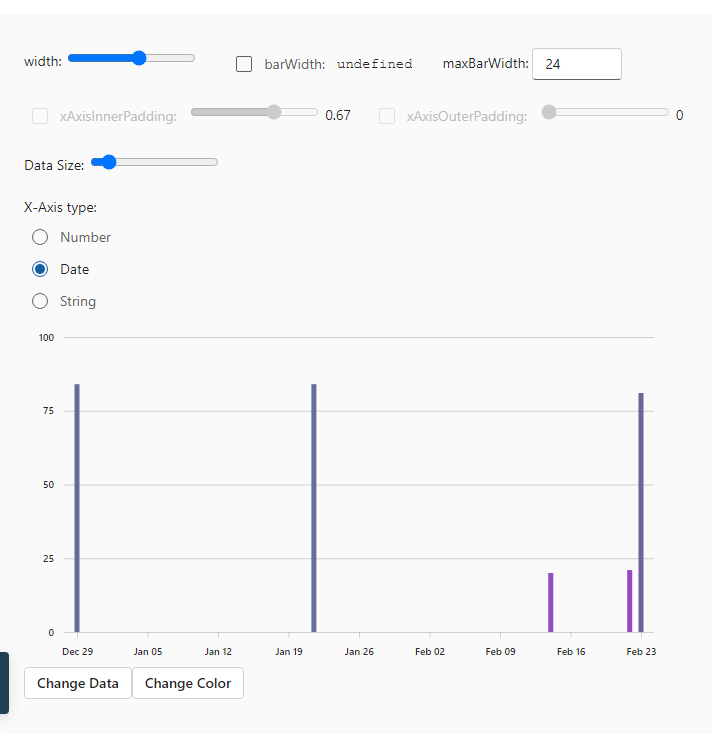 width: barWidth: undefined maxBarWidth: 24
xAxisInnerPadding: 0.67 xAxisOuterPadding: 0
Data Size:
X-Axis type:
Number
Date
String
100
75
50
25
0
Dec 29 Jan 05 Jan 12 Jan 19 Jan 26 Feb 02 Feb 09 Feb 16 Feb 23
Change Data Change Color